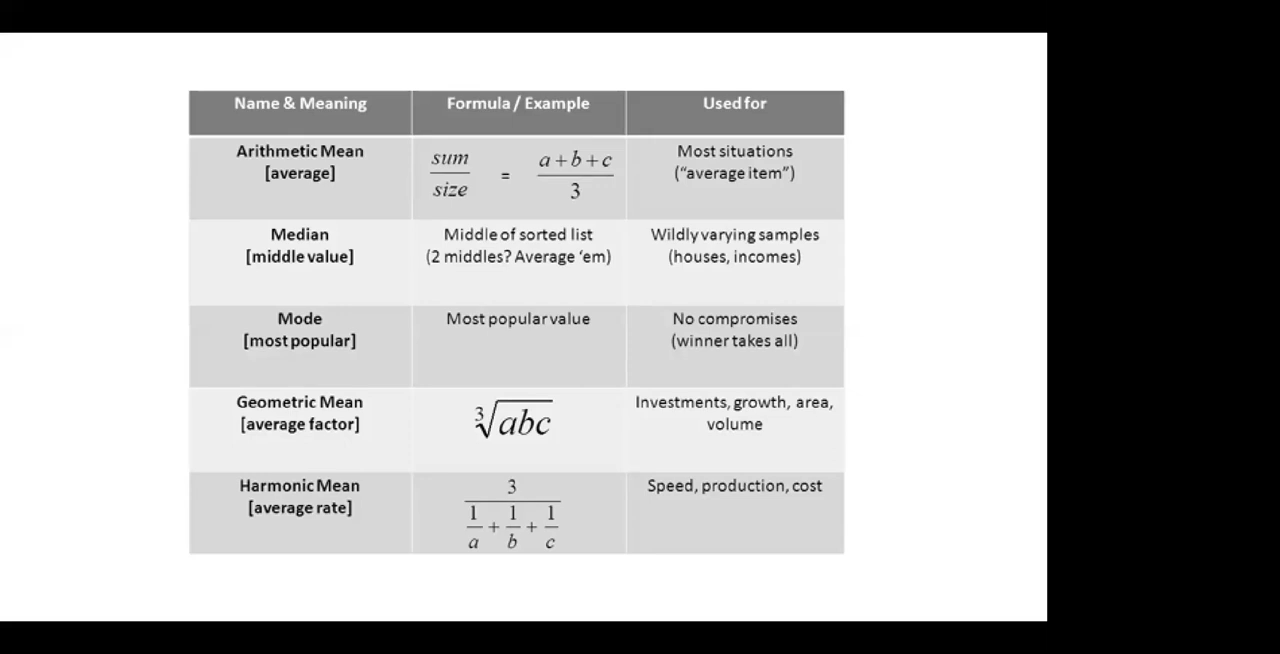 Name & Meaning Formula / Example Used for
Arithmetic Mean
[average]
sum/size = (a+b+c)/3
Most situations
(“average item”)
Median
[middle value]
Middle of sorted list
(2 middles? Average ‘em)
Wildly varying samples
(houses, incomes)
Mode
[most popular]
Most popular value
No compromises
(winner takes all)
Geometric Mean
[average factor]
∛abc
Investments, growth, area,
volume
Harmonic Mean
[average rate]
3/(1/a + 1/b + 1/c)
Speed, production, cost